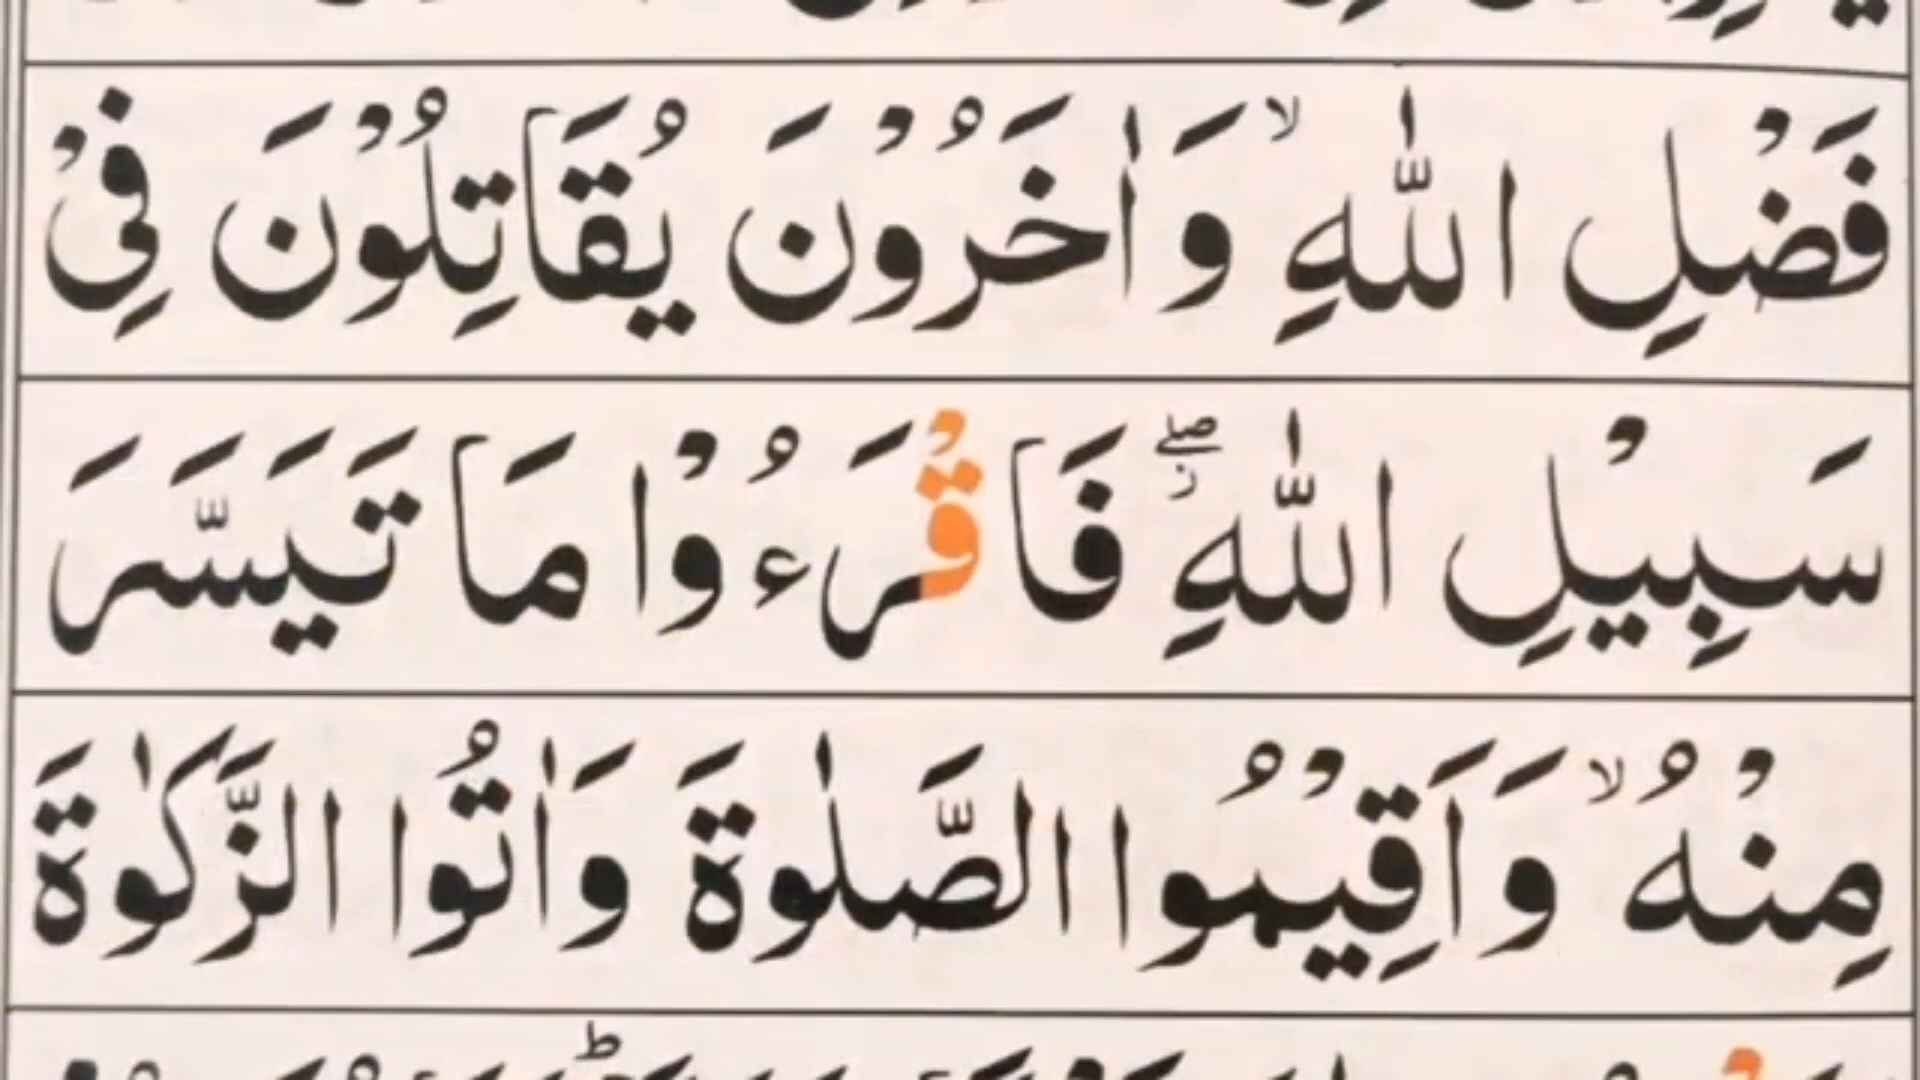 فَضْلِ اللّٰهِ ۙ وَاٰخَرُوْنَ يُقَاتِلُوْنَ فِيْ
سَبِيْلِ اللّٰهِ ۖ ز فَاقْرَءُوْا مَا تَيَسَّرَ
مِنْهُ ۙ وَاَقِيْمُوا الصَّلٰوةَ وَاٰتُوا الزَّكٰوةَ